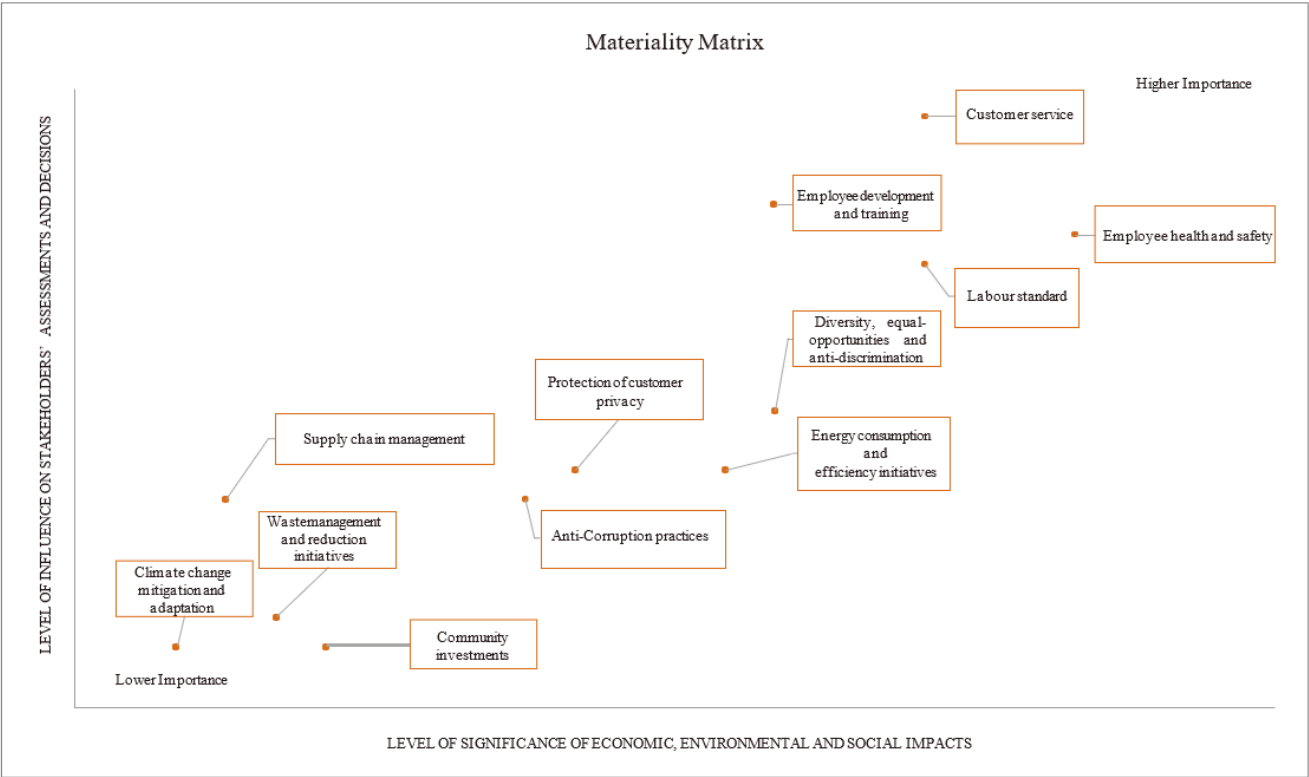 Materiality Matrix
Higher Importance
Customer service
Employee development
and training
Employee health and safety
Labour standard
Diversity, equal-
opportunities and
anti-discrimination
Protection of customer
privacy
Supply chain management
Energy consumption
and
efficiency initiatives
Waste management
and reduction
initiatives
Anti-Corruption practices
Climate change
mitigation and
adaptation
Community
investments
Lower Importance
LEVEL OF INFLUENCE ON STAKEHOLDERS' ASSESSMENTS AND DECISIONS
LEVEL OF SIGNIFICANCE OF ECONOMIC, ENVIRONMENTAL AND SOCIAL IMPACTS